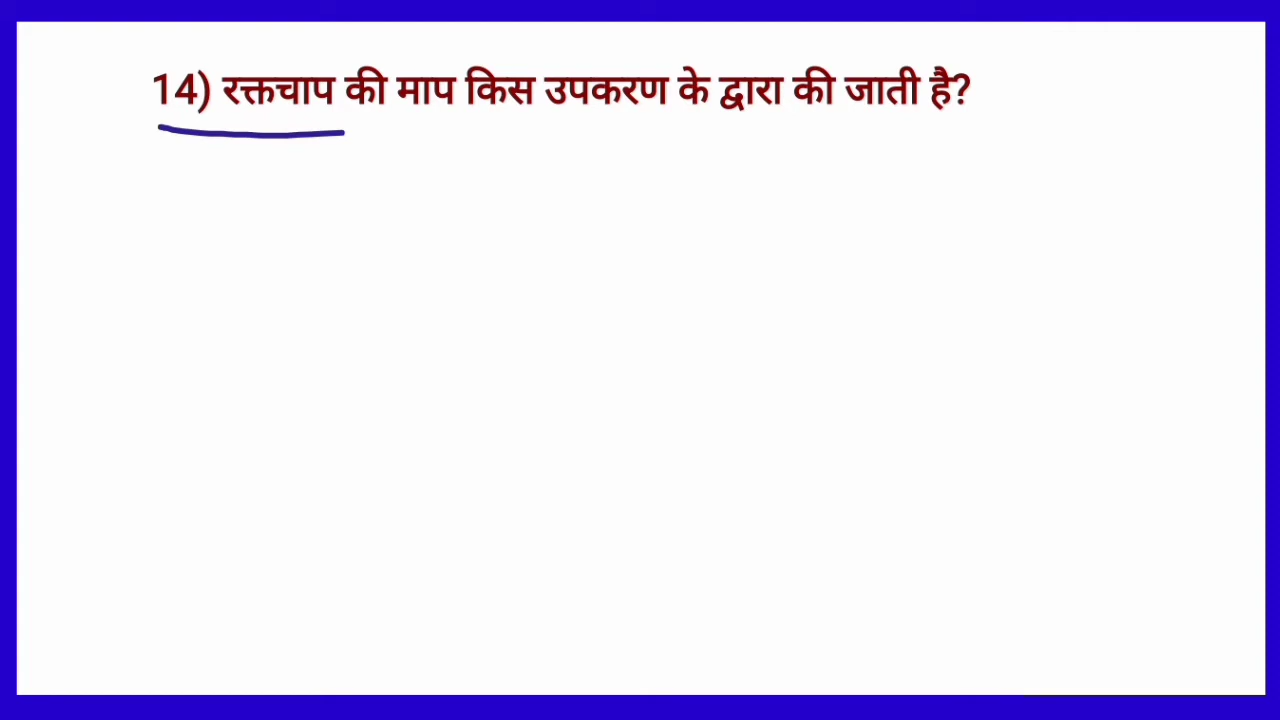 14) रक्तचाप की माप किस उपकरण के द्वारा की जाती है?